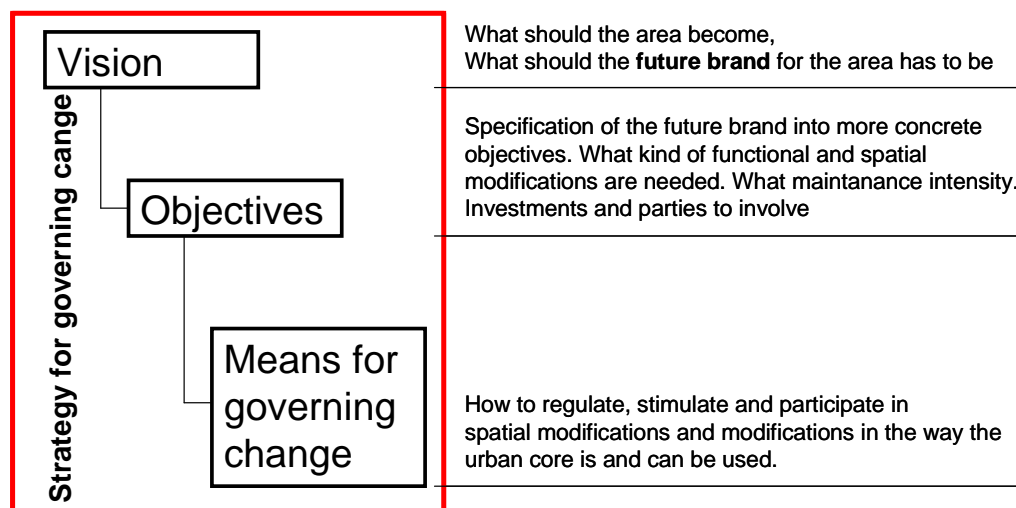 Strategy for governing cange
Vision
What should the area become,
What should the future brand for the area has to be
Objectives
Specification of the future brand into more concrete
objectives. What kind of functional and spatial
modifications are needed. What maintanance intensity.
Investments and parties to involve
Means for
governing
change
How to regulate, stimulate and participate in
spatial modifications and modifications in the way the
urban core is and can be used.